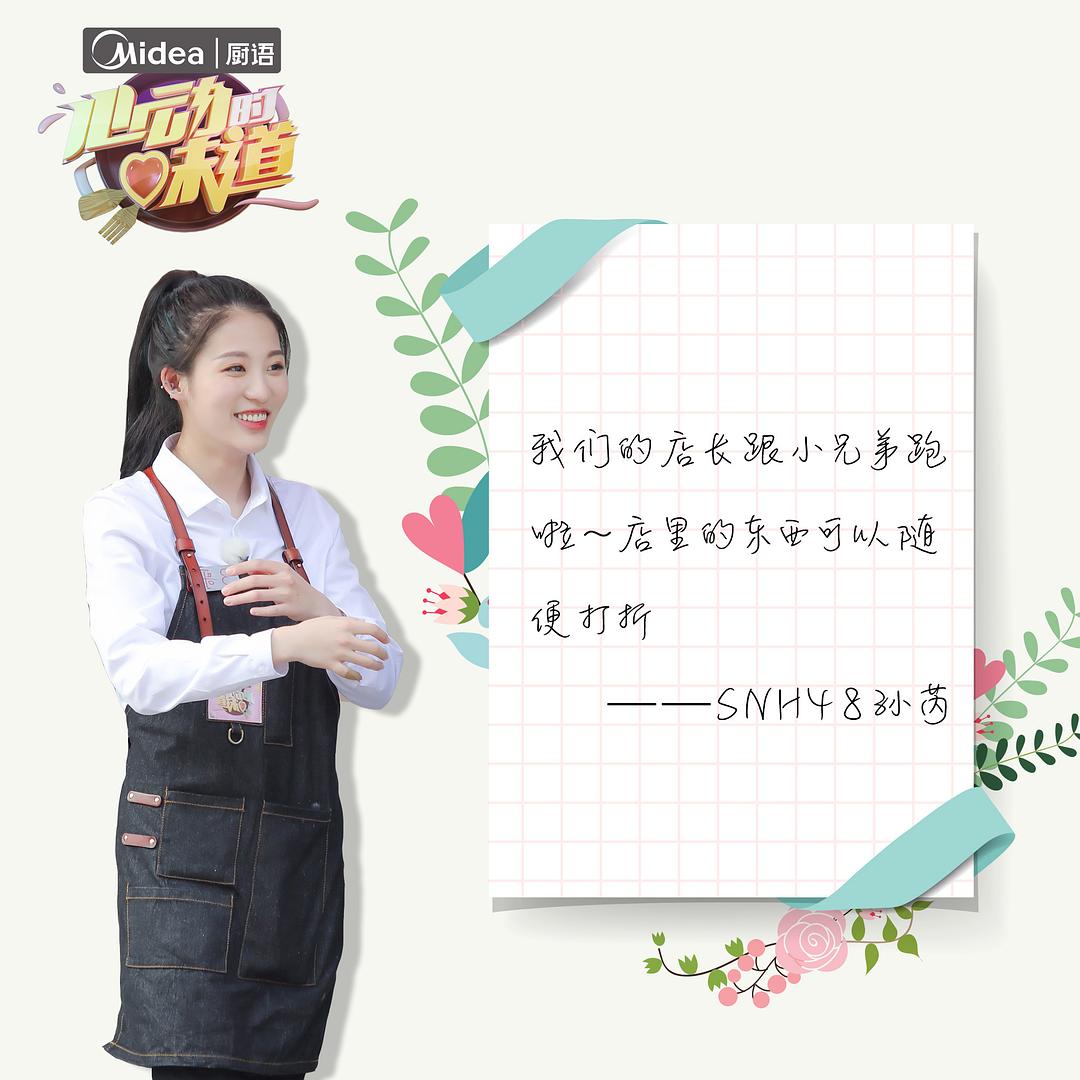 Midea | 厨语
心动的
味道
我们的店长跟小兄弟跑
啦～店里的东西可以随
便打折
——SNH48孙芮